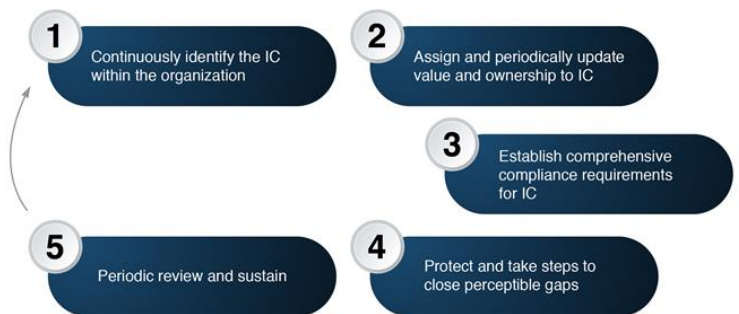 1
Continuously identify the IC
within the organization
2
Assign and periodically update
value and ownership to IC
3
Establish comprehensive
compliance requirements
for IC
4
Protect and take steps to
close perceptible gaps
5
Periodic review and sustain